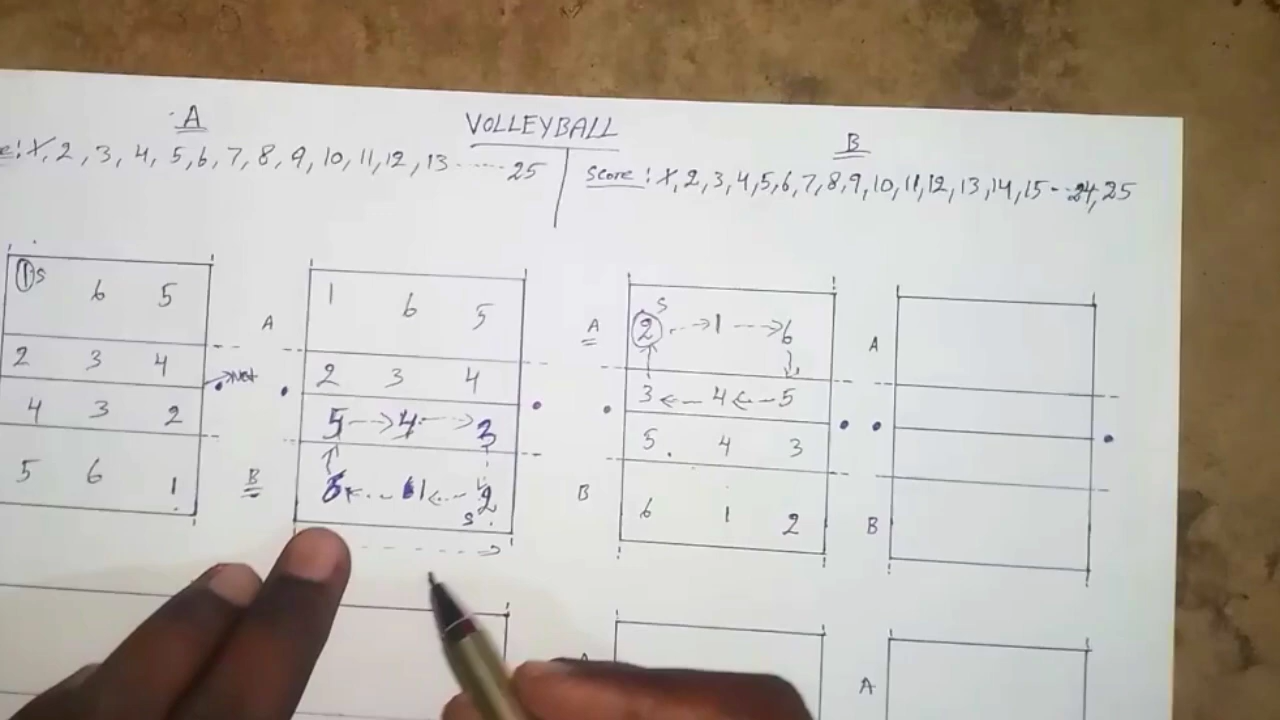 A VOLLEYBALL B
e: X, 2, 3, 4, 5, 6, 7, 8, 9, 10, 11, 12, 13 ...... 25
Score: X, 2, 3, 4, 5, 6, 7, 8, 9, 10, 11, 12, 13, 14, 15 -- 24, 25
1 S 6 5
2 3 4
Net
4 3 2
5 6 1
A
1 6 5
2 3 4
5 4 3
B
6 1 2
S
A
S
2 1 6
3 4 5
5 4 3
B
6 1 2
A
B
A